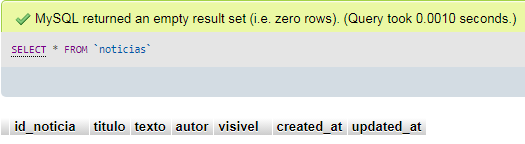 MySQL returned an empty result set (i.e. zero rows). (Query took 0.0010 seconds.)
SELECT * FROM `noticias`
id_noticia titulo texto autor visivel created_at updated_at